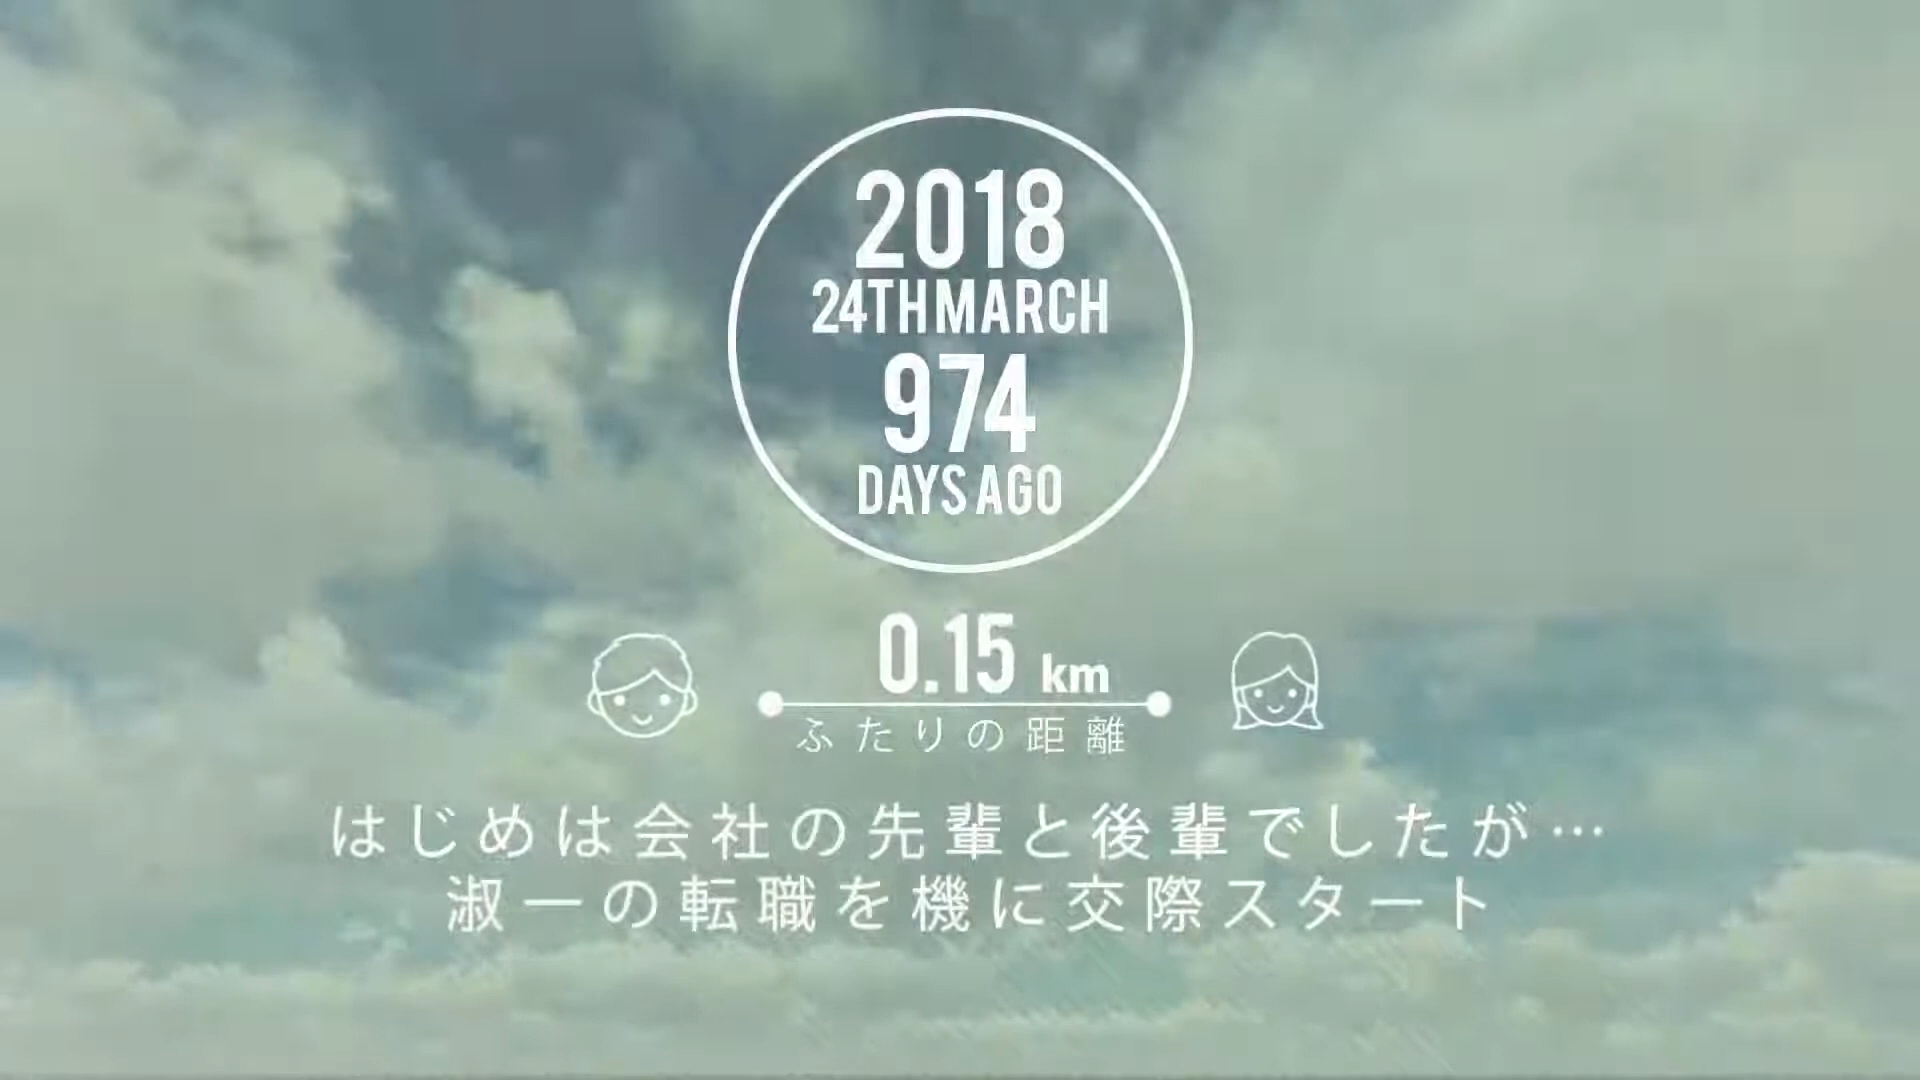 2018
24TH MARCH
974
DAYS AGO
0.15 km
ふたりの距離
はじめは会社の先輩と後輩でしたが…
淑一の転職を機に交際スタート